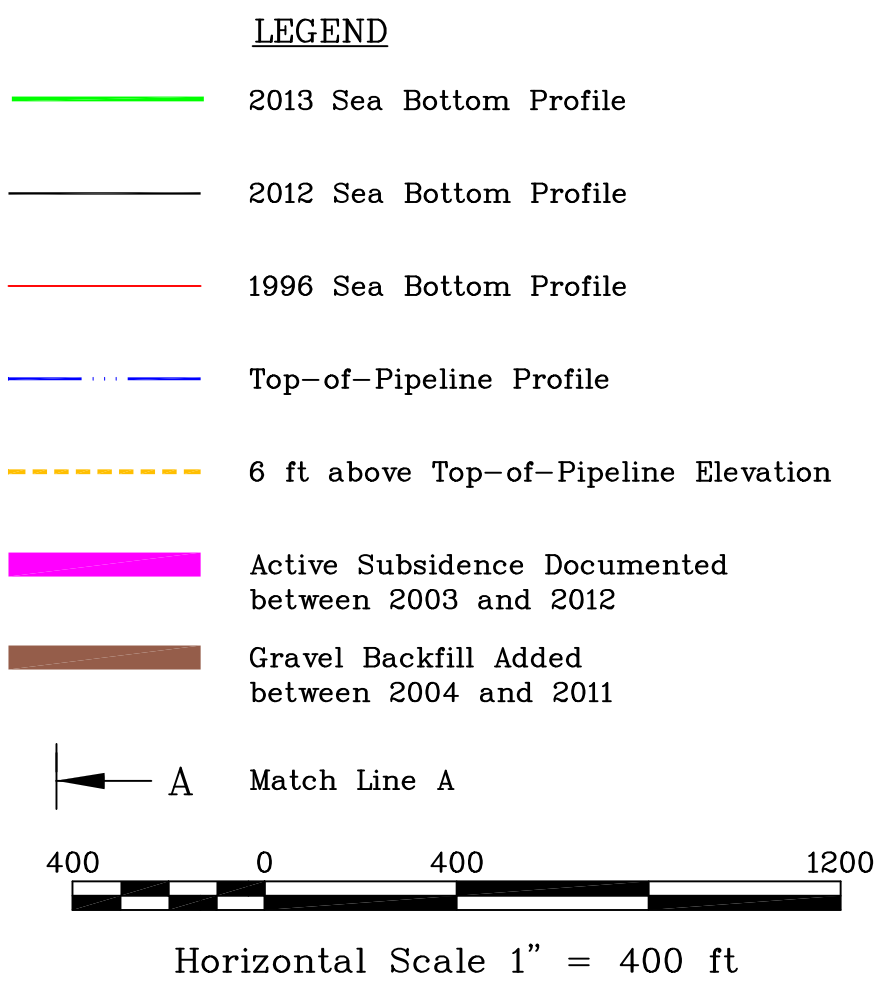 LEGEND
2013 Sea Bottom Profile
2012 Sea Bottom Profile
1996 Sea Bottom Profile
Top-of-Pipeline Profile
6 ft above Top-of-Pipeline Elevation
Active Subsidence Documented
between 2003 and 2012
Gravel Backfill Added
between 2004 and 2011
A Match Line A
400 0 400 1200
Horizontal Scale 1" = 400 ft